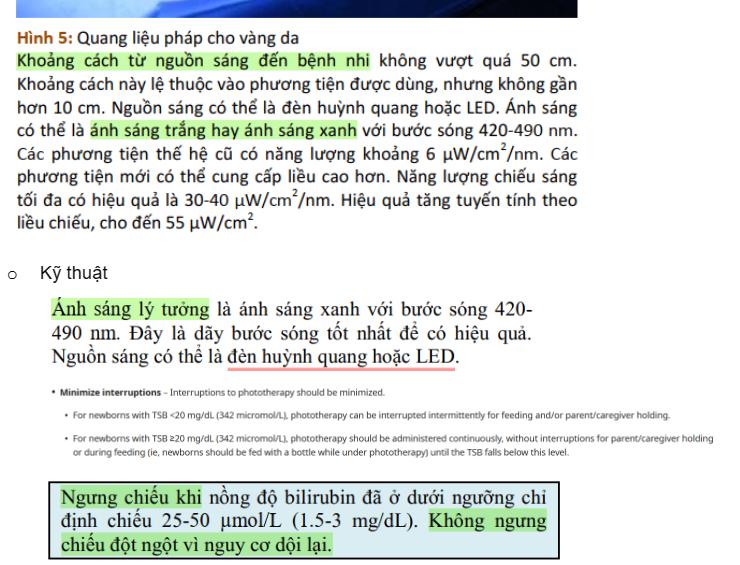 Hình 5: Quang liệu pháp cho vàng da
Khoảng cách từ nguồn sáng đến bệnh nhi không vượt quá 50 cm.
Khoảng cách này lệ thuộc vào phương tiện được dùng, nhưng không gần
hơn 10 cm. Nguồn sáng có thể là đèn huỳnh quang hoặc LED. Ánh sáng
có thể là ánh sáng trắng hay ánh sáng xanh với bước sóng 420-490 nm.
Các phương tiện thế hệ cũ có năng lượng khoảng 6 µW/cm²/nm. Các
phương tiện mới có thể cung cấp liều cao hơn. Năng lượng chiếu sáng
tối đa có hiệu quả là 30-40 µW/cm²/nm. Hiệu quả tăng tuyến tính theo
liều chiếu, cho đến 55 µW/cm².
o Kỹ thuật
Ánh sáng lý tưởng là ánh sáng xanh với bước sóng 420-
490 nm. Đây là dãy bước sóng tốt nhất để có hiệu quả.
Nguồn sáng có thể là đèn huỳnh quang hoặc LED.
• Minimize interruptions – Interruptions to phototherapy should be minimized.
• For newborns with TSB <20 mg/dL (342 micromol/L), phototherapy can be interrupted intermittently for feeding and/or parent/caregiver holding.
• For newborns with TSB ≥20 mg/dL (342 micromol/L), phototherapy should be administered continuously, without interruptions for parent/caregiver holding
or during feeding (ie, newborns should be fed with a bottle while under phototherapy) until the TSB falls below this level.
Ngưng chiếu khi nồng độ bilirubin đã ở dưới ngưỡng chỉ
định chiếu 25-50 µmol/L (1.5-3 mg/dL). Không ngưng
chiếu đột ngột vì nguy cơ dội lại.